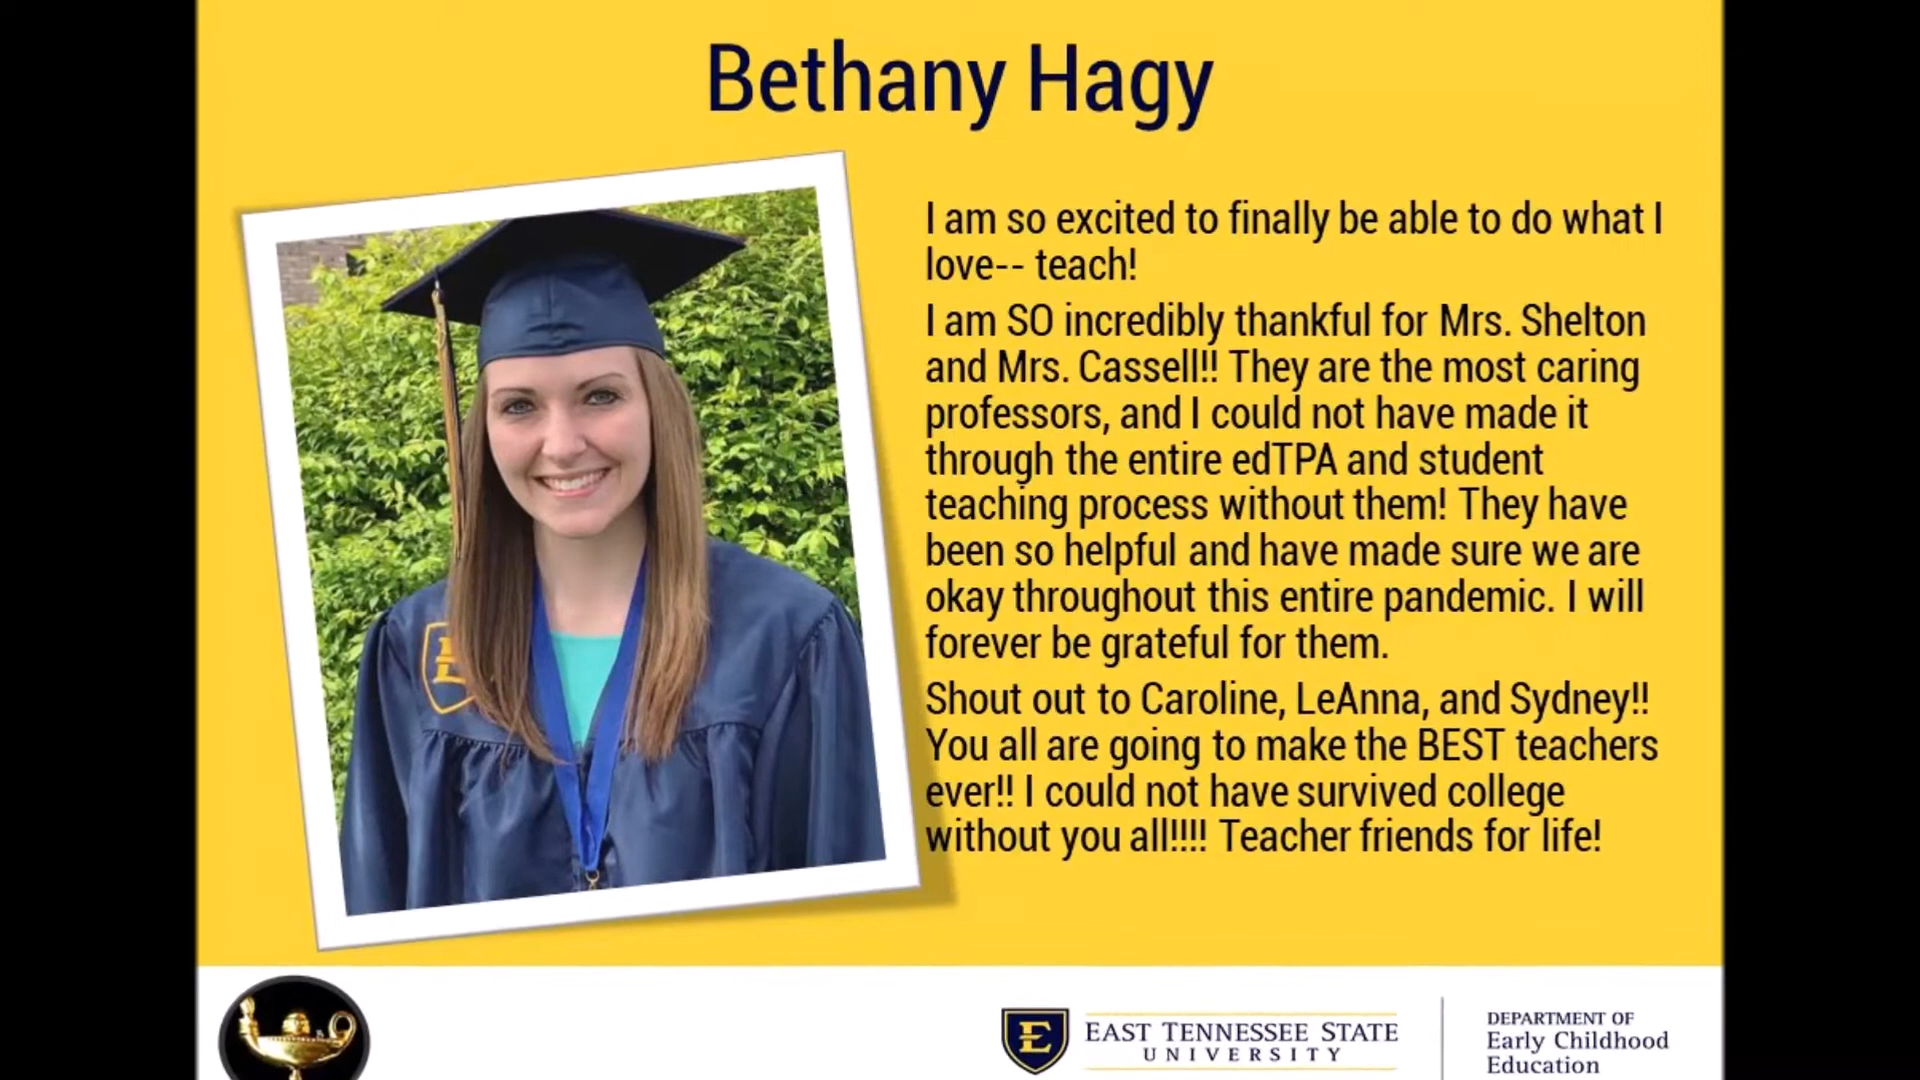 Bethany Hagy
I am so excited to finally be able to do what I
love-- teach!
I am SO incredibly thankful for Mrs. Shelton
and Mrs. Cassell!! They are the most caring
professors, and I could not have made it
through the entire edTPA and student
teaching process without them! They have
been so helpful and have made sure we are
okay throughout this entire pandemic. I will
forever be grateful for them.
Shout out to Caroline, LeAnna, and Sydney!!
You all are going to make the BEST teachers
ever!! I could not have survived college
without you all!!!! Teacher friends for life!
E
E
EAST TENNESSEE STATE
UNIVERSITY
DEPARTMENT OF
Early Childhood
Education